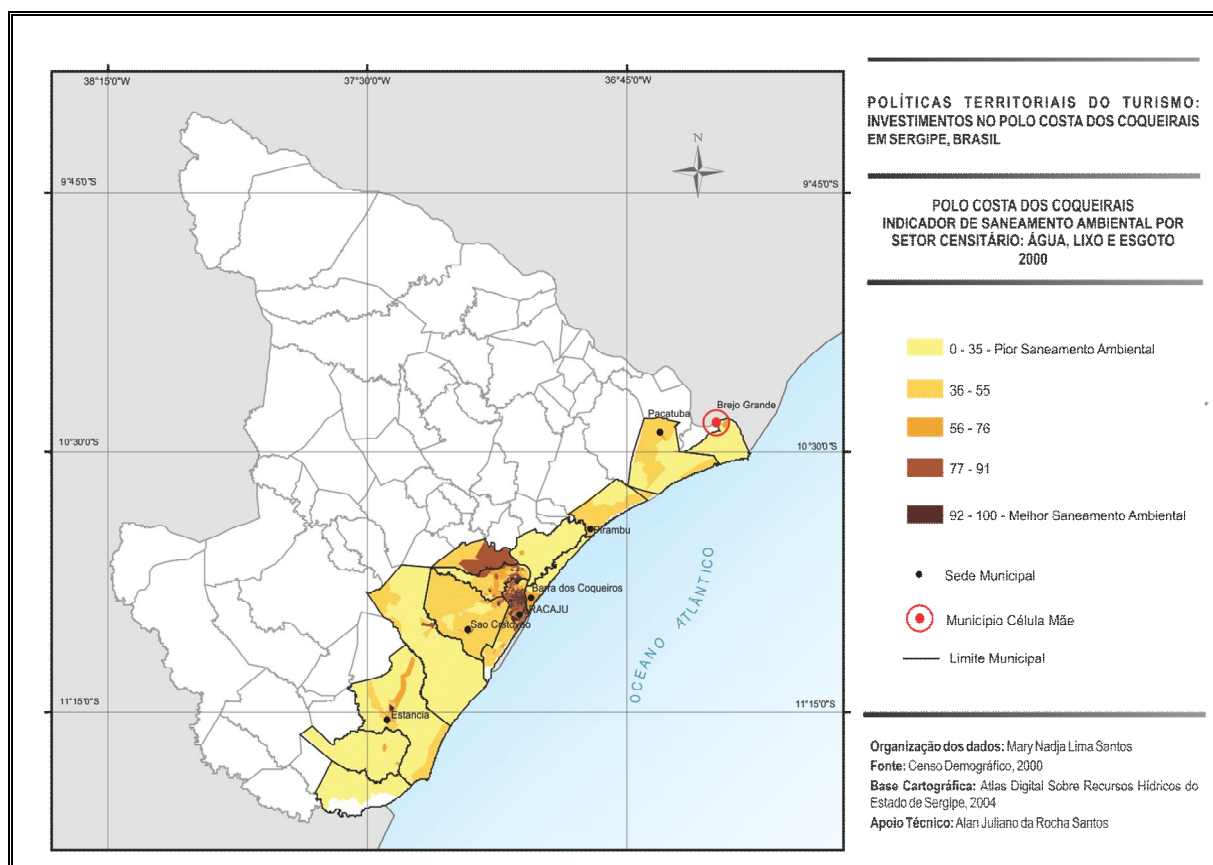 38°15'0"W
37°30'0"W
36°45'0"W
N
9°45'0"S
9°45'0"S
10°30'0"S
10°30'0"S
11°15'0"S
11°15'0"S
Brejo Grande
Pacatuba
Pirambu
Barra dos Coqueiros
ARACAJU
Sao Cristovao
Estancia
OCEANO ATLÂNTICO
POLÍTICAS TERRITORIAIS DO TURISMO:
INVESTIMENTOS NO POLO COSTA DOS COQUEIRAIS
EM SERGIPE, BRASIL
POLO COSTA DOS COQUEIRAIS
INDICADOR DE SANEAMENTO AMBIENTAL POR
SETOR CENSITÁRIO: ÁGUA, LIXO E ESGOTO
2000
0 - 35 - Pior Saneamento Ambiental
36 - 55
56 - 76
77 - 91
92 - 100 - Melhor Saneamento Ambiental
Sede Municipal
Município Célula Mãe
Limite Municipal
Organização dos dados: Mary Nadja Lima Santos
Fonte: Censo Demográfico, 2000
Base Cartográfica: Atlas Digital Sobre Recursos Hídricos do
Estado de Sergipe, 2004
Apoio Técnico: Alan Juliano da Rocha Santos